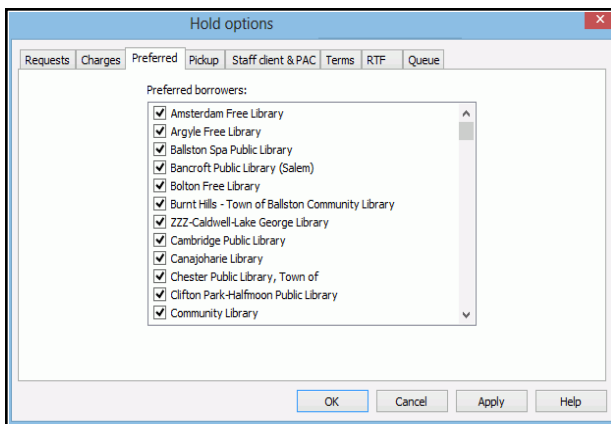 Hold options
Requests Charges Preferred Pickup Staff client & PAC Terms RTF Queue
Preferred borrowers:
Amsterdam Free Library
Argyle Free Library
Ballston Spa Public Library
Bancroft Public Library (Salem)
Bolton Free Library
Burnt Hills - Town of Ballston Community Library
ZZZ-Caldwell-Lake George Library
Cambridge Public Library
Canajoharie Library
Chester Public Library, Town of
Clifton Park-Halfmoon Public Library
Community Library
OK Cancel Apply Help